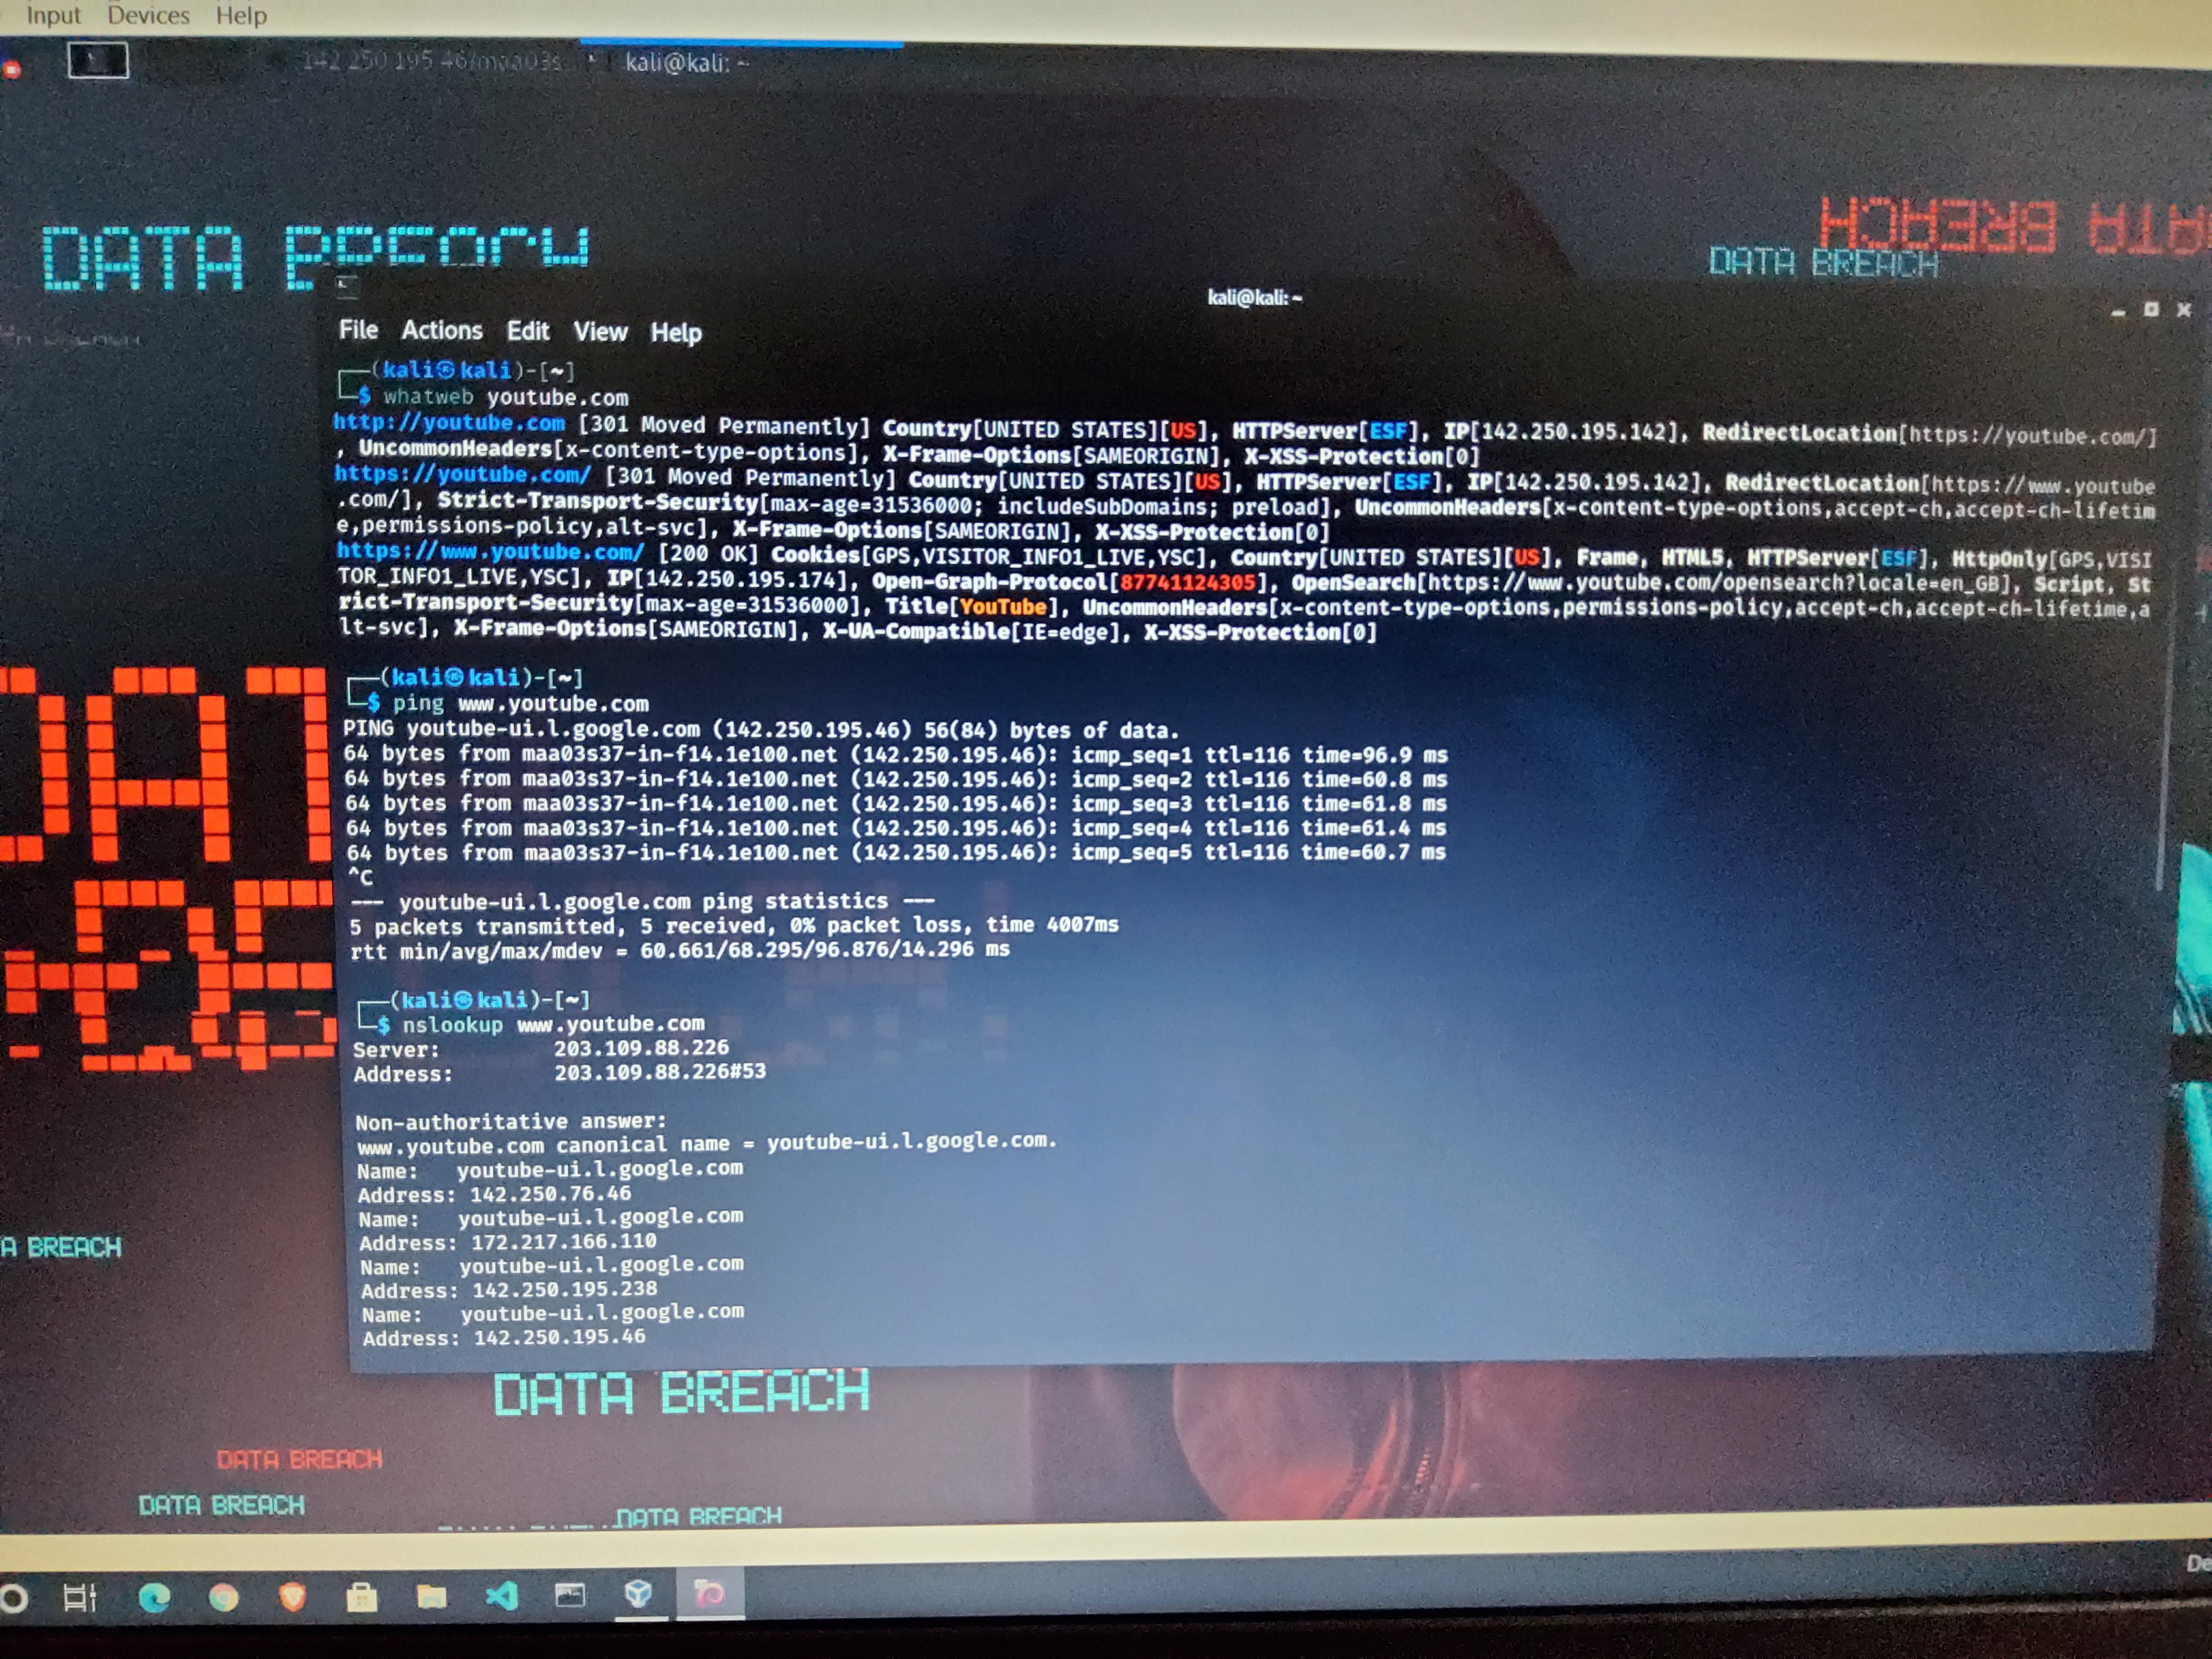 Input Devices Help
142.250.195.46/maa03s kali@kali: ~
DATA
DATA BREACH
DATA BREACH
kali@kali: ~
File Actions Edit View Help
(kali㉿kali)-[~]
$ whatweb youtube.com
http://youtube.com [301 Moved Permanently] Country[UNITED STATES][US], HTTPServer[ESF], IP[142.250.195.142], RedirectLocation[https://youtube.com/]
, UncommonHeaders[x-content-type-options], X-Frame-Options[SAMEORIGIN], X-XSS-Protection[0]
https://youtube.com/ [301 Moved Permanently] Country[UNITED STATES][US], HTTPServer[ESF], IP[142.250.195.142], RedirectLocation[https://www.youtube
.com/], Strict-Transport-Security[max-age=31536000; includeSubDomains; preload], UncommonHeaders[x-content-type-options,accept-ch,accept-ch-lifetim
e,permissions-policy,alt-svc], X-Frame-Options[SAMEORIGIN], X-XSS-Protection[0]
https://www.youtube.com/ [200 OK] Cookies[GPS,VISITOR_INFO1_LIVE,YSC], Country[UNITED STATES][US], Frame, HTML5, HTTPServer[ESF], HttpOnly[GPS,VISI
TOR_INFO1_LIVE,YSC], IP[142.250.195.174], Open-Graph-Protocol[87741124305], OpenSearch[https://www.youtube.com/opensearch?locale=en_GB], Script, St
rict-Transport-Security[max-age=31536000], Title[YouTube], UncommonHeaders[x-content-type-options,permissions-policy,accept-ch,accept-ch-lifetime,a
lt-svc], X-Frame-Options[SAMEORIGIN], X-UA-Compatible[IE=edge], X-XSS-Protection[0]
(kali㉿kali)-[~]
$ ping www.youtube.com
PING youtube-ui.l.google.com (142.250.195.46) 56(84) bytes of data.
64 bytes from maa03s37-in-f14.1e100.net (142.250.195.46): icmp_seq=1 ttl=116 time=96.9 ms
64 bytes from maa03s37-in-f14.1e100.net (142.250.195.46): icmp_seq=2 ttl=116 time=60.8 ms
64 bytes from maa03s37-in-f14.1e100.net (142.250.195.46): icmp_seq=3 ttl=116 time=61.8 ms
64 bytes from maa03s37-in-f14.1e100.net (142.250.195.46): icmp_seq=4 ttl=116 time=61.4 ms
64 bytes from maa03s37-in-f14.1e100.net (142.250.195.46): icmp_seq=5 ttl=116 time=60.7 ms
^C
--- youtube-ui.l.google.com ping statistics ---
5 packets transmitted, 5 received, 0% packet loss, time 4007ms
rtt min/avg/max/mdev = 60.661/68.295/96.876/14.296 ms
(kali㉿kali)-[~]
$ nslookup www.youtube.com
Server: 203.109.88.226
Address: 203.109.88.226#53
Non-authoritative answer:
www.youtube.com canonical name = youtube-ui.l.google.com.
Name: youtube-ui.l.google.com
Address: 142.250.76.46
Name: youtube-ui.l.google.com
Address: 172.217.166.110
Name: youtube-ui.l.google.com
Address: 142.250.195.238
Name: youtube-ui.l.google.com
Address: 142.250.195.46
A BREACH
DATA BREACH
DATA BREACH
DATA BREACH
DATA BREACH
De